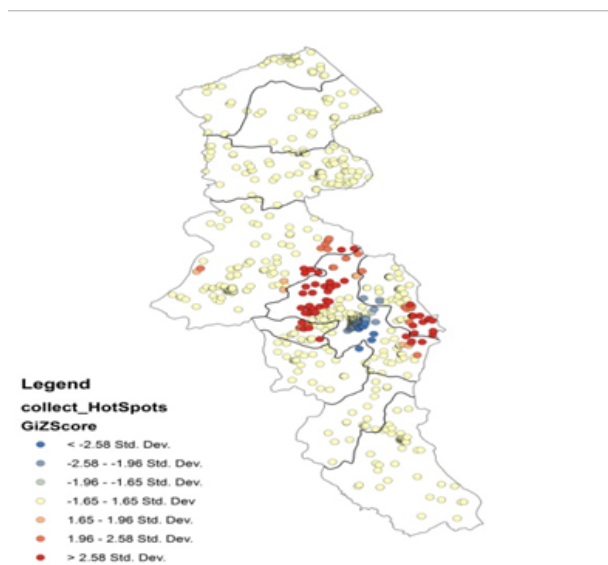 Legend
collect_HotSpots
GiZScore
< -2.58 Std. Dev.
-2.58 - -1.96 Std. Dev.
-1.96 - -1.65 Std. Dev.
-1.65 - 1.65 Std. Dev
1.65 - 1.96 Std. Dev.
1.96 - 2.58 Std. Dev.
> 2.58 Std. Dev.